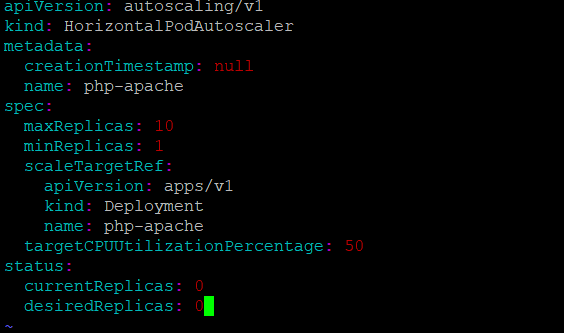 apiVersion: autoscaling/v1
kind: HorizontalPodAutoscaler
metadata:
  creationTimestamp: null
  name: php-apache
spec:
  maxReplicas: 10
  minReplicas: 1
  scaleTargetRef:
    apiVersion: apps/v1
    kind: Deployment
    name: php-apache
  targetCPUUtilizationPercentage: 50
status:
  currentReplicas: 0
  desiredReplicas: 0
~